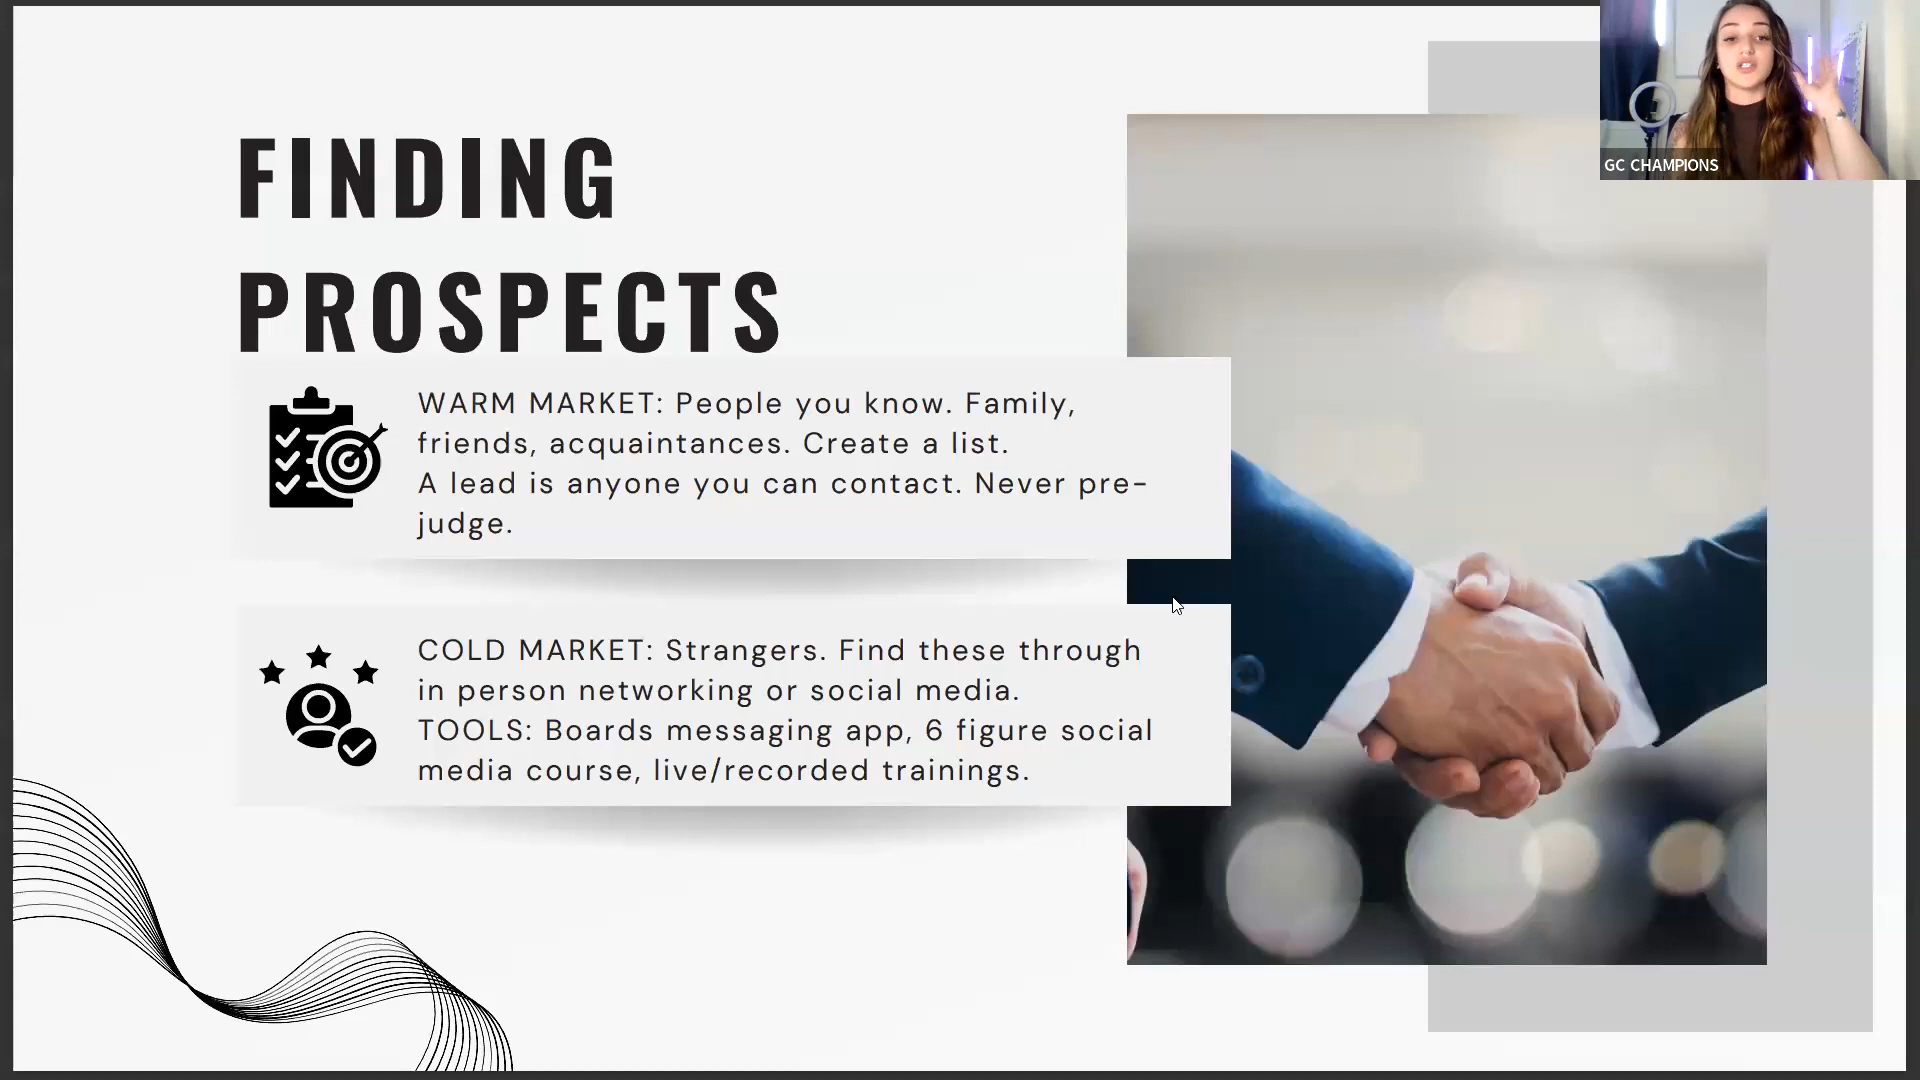 GC CHAMPIONS
FINDING
PROSPECTS
WARM MARKET: People you know. Family,
friends, acquaintances. Create a list.
A lead is anyone you can contact. Never pre-
judge.
COLD MARKET: Strangers. Find these through
in person networking or social media.
TOOLS: Boards messaging app, 6 figure social
media course, live/recorded trainings.